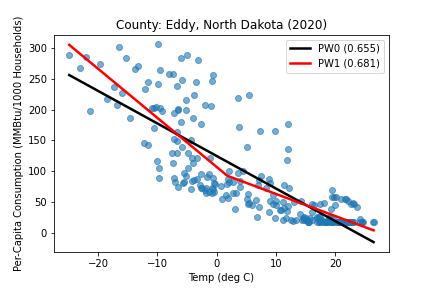 County: Eddy, North Dakota (2020)
PW0 (0.655)
PW1 (0.681)
Per-Capita Consumption (MMBtu/1000 Households)
300
250
200
150
100
50
0
−20
−10
0
10
20
Temp (deg C)